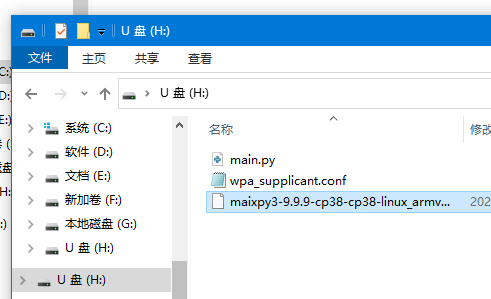 U 盘 (H:)
文件 主页 共享 查看
U 盘 (H:)
系统 (C:)
软件 (D:)
文档 (E:)
新加卷 (F:)
本地磁盘 (G:)
U 盘 (H:)
U 盘 (H:)
名称 修改
main.py
wpa_supplicant.conf
maixpy3-9.9.9-cp38-cp38-linux_armv... 202